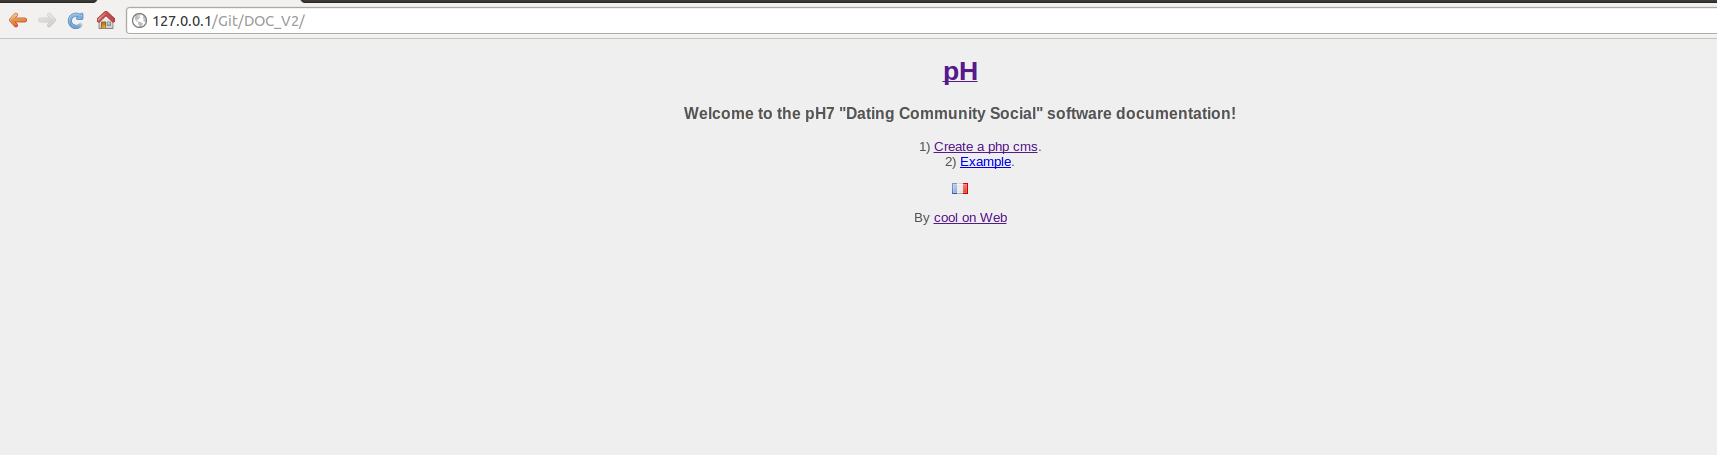 127.0.0.1/Git/DOC_V2/
pH
Welcome to the pH7 "Dating Community Social" software documentation!
1) Create a php cms.
2) Example.
By cool on Web